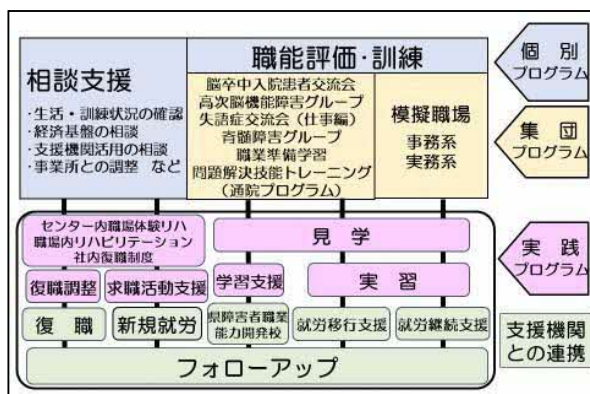 相談支援
・生活・訓練状況の確認
・経済基盤の相談
・支援機関活用の相談
・事業所との調整 など
職能評価・訓練
脳卒中入院患者交流会
高次脳機能障害グループ
失語症交流会（仕事編）
脊髄障害グループ
職業準備学習
問題解決技能トレーニング
（通院プログラム）
模擬職場
事務系
実務系
個別
プログラム
集団
プログラム
センター内職場体験リハ
職場内リハビリテーション
社内復職制度
見学
実践
プログラム
復職調整
求職活動支援
学習支援
実習
復職
新規就労
県障害者職業
能力開発校
就労移行支援
就労継続支援
支援機関
との連携
フォローアップ